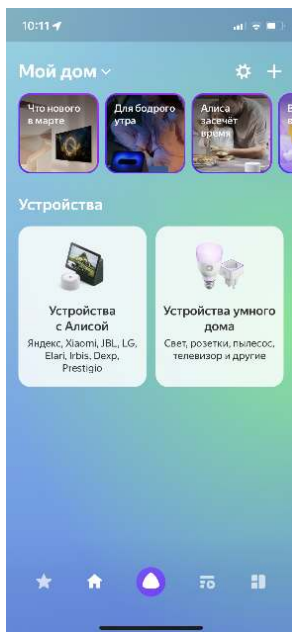 10:11
Мой дом
Что нового
в марте
Для бодрого
утра
Алиса
засечёт
время
Устройства
Устройства
с Алисой
Яндекс, Xiaomi, JBL, LG,
Elari, Irbis, Dexp,
Prestigio
Устройства умного
дома
Свет, розетки, пылесос,
телевизор и другие